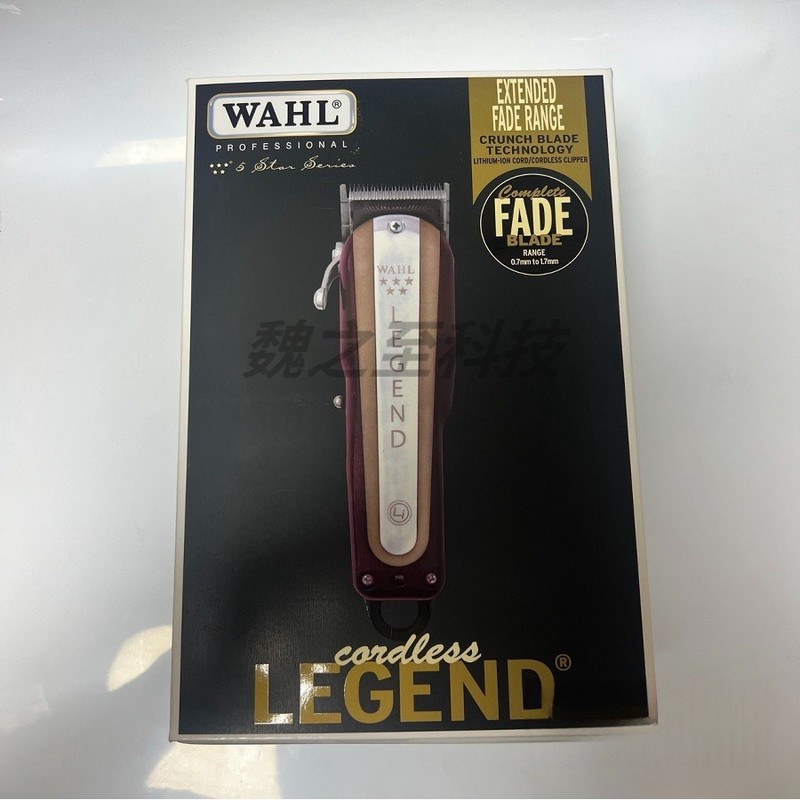 WAHL®
PROFESSIONAL
5 Star Series
EXTENDED
FADE RANGE
CRUNCH BLADE
TECHNOLOGY
LITHIUM-ION CORD/CORDLESS CLIPPER
Complete
FADE
BLADE
RANGE
0.7mm to 1.7mm
WAHL
LEGEND
Li
魏之至科技
cordless
LEGEND®